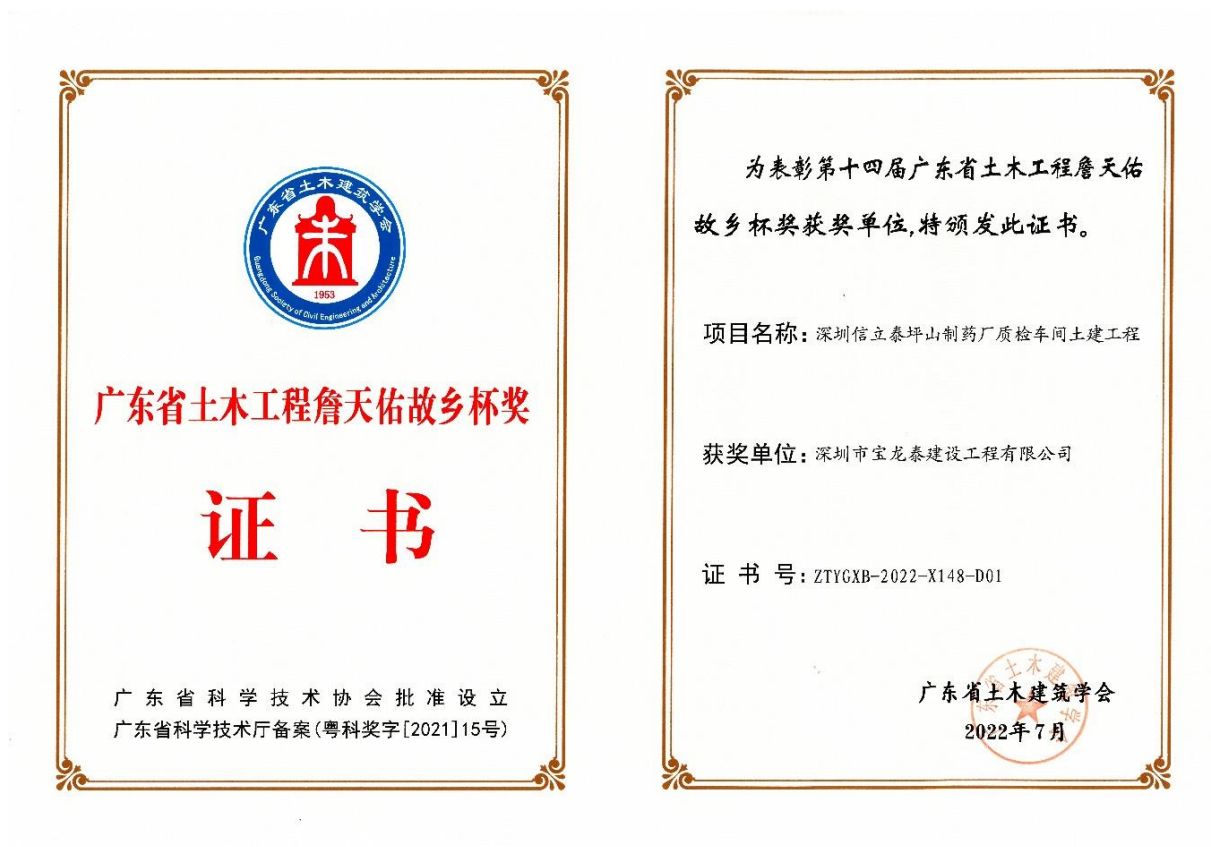 广东省土木建筑学会
1953
Guangdong Society of Civil Engineering and Architecture
广东省土木工程詹天佑故乡杯奖
证 书
广东省科学技术协会批准设立
广东省科学技术厅备案(粤科奖字[2021]15号)
为表彰第十四届广东省土木工程詹天佑
故乡杯奖获奖单位,特颁发此证书。
项目名称:深圳信立泰坪山制药厂质检车间土建工程
获奖单位:深圳市宝龙泰建设工程有限公司
证 书 号:ZTYGXB-2022-X148-D01
广东省土木建筑学会
2022年7月